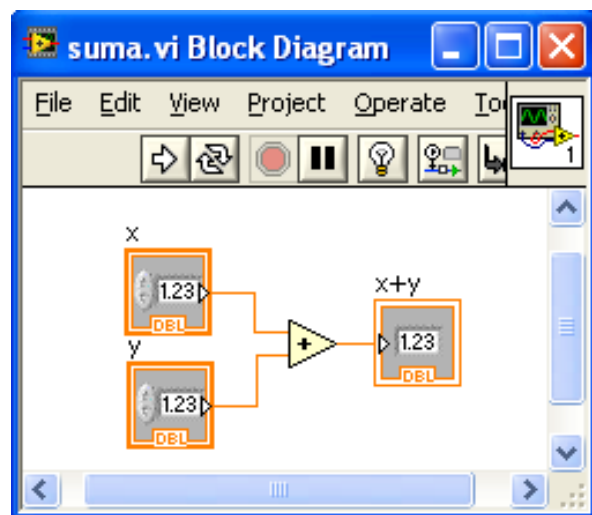 suma.vi Block Diagram
File Edit View Project Operate
1
x
1.23
DBL
x+y
1.23
DBL
y
1.23
DBL